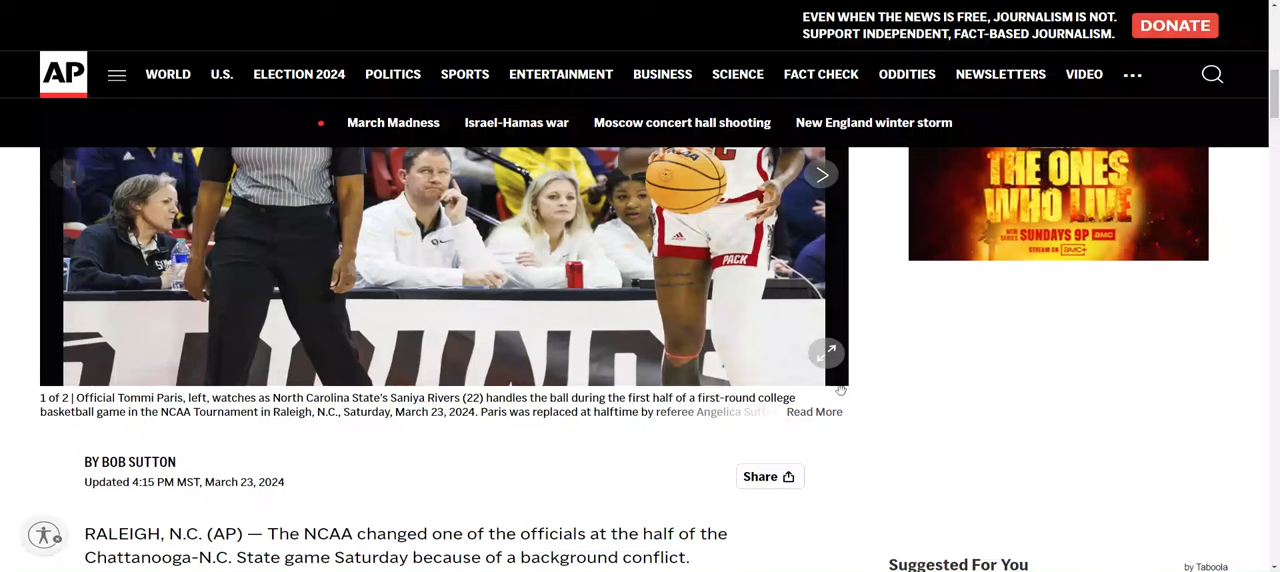 EVEN WHEN THE NEWS IS FREE, JOURNALISM IS NOT.
SUPPORT INDEPENDENT, FACT-BASED JOURNALISM.
DONATE
AP
WORLD U.S. ELECTION 2024 POLITICS SPORTS ENTERTAINMENT BUSINESS SCIENCE FACT CHECK ODDITIES NEWSLETTERS VIDEO
March Madness Israel-Hamas war Moscow concert hall shooting New England winter storm
PACK
THE ONES
WHO LIVE
NEW SERIES SUNDAYS 9P AMC
STREAM ON AMC+
1 of 2 | Official Tommi Paris, left, watches as North Carolina State's Saniya Rivers (22) handles the ball during the first half of a first-round college
basketball game in the NCAA Tournament in Raleigh, N.C., Saturday, March 23, 2024. Paris was replaced at halftime by referee Angelica
Read More
BY BOB SUTTON
Updated 4:15 PM MST, March 23, 2024
Share
RALEIGH, N.C. (AP) — The NCAA changed one of the officials at the half of the
Chattanooga-N.C. State game Saturday because of a background conflict.
Suggested For You
by Taboola